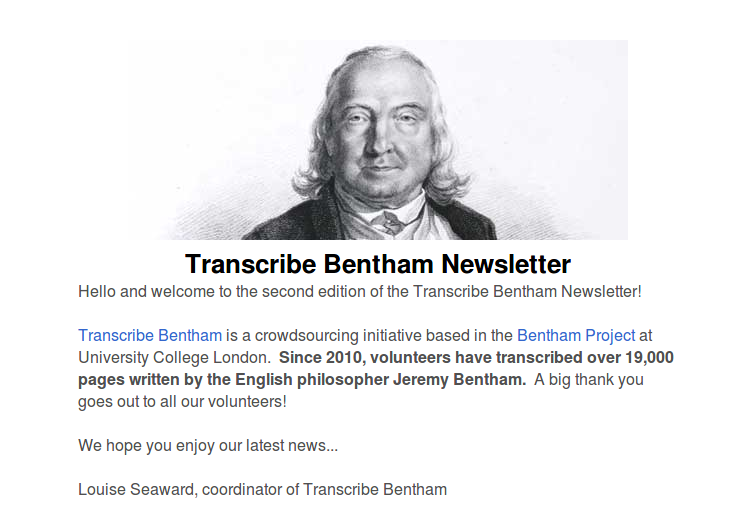 Transcribe Bentham Newsletter
Hello and welcome to the second edition of the Transcribe Bentham Newsletter!
Transcribe Bentham is a crowdsourcing initiative based in the Bentham Project at
University College London.  Since 2010, volunteers have transcribed over 19,000
pages written by the English philosopher Jeremy Bentham.  A big thank you
goes out to all our volunteers!
We hope you enjoy our latest news...
Louise Seaward, coordinator of Transcribe Bentham